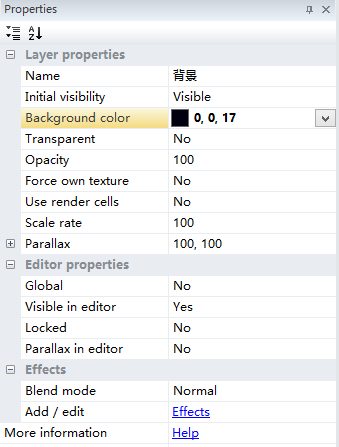 Properties
Layer properties
Name 背景
Initial visibility Visible
Background color 0, 0, 17
Transparent No
Opacity 100
Force own texture No
Use render cells No
Scale rate 100
Parallax 100, 100
Editor properties
Global No
Visible in editor Yes
Locked No
Parallax in editor No
Effects
Blend mode Normal
Add / edit Effects
More information Help